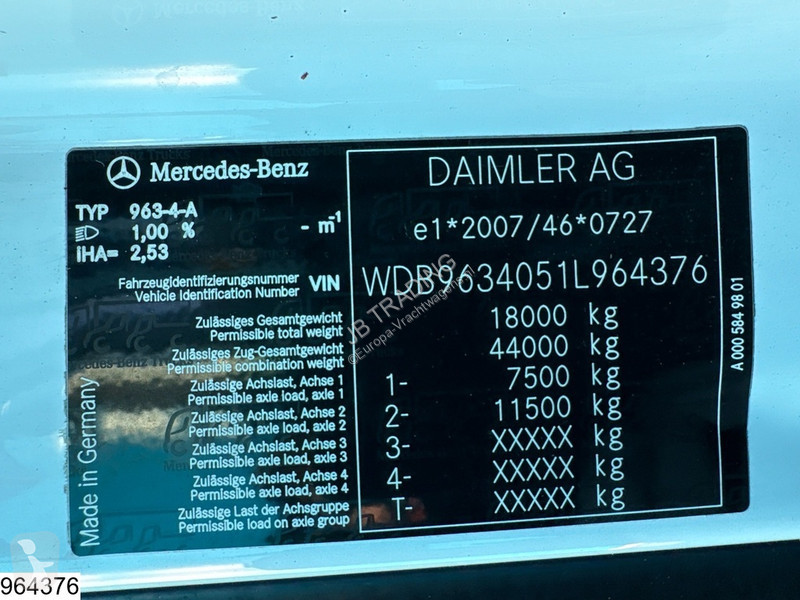 Mercedes-Benz
TYP 963-4-A
1,00 % - m-1
iHA= 2,53
Fahrzeugidentifizierungsnummer
Vehicle Identification Number VIN
Zulässiges Gesamtgewicht
Permissible total weight
Zulässiges Zug-Gesamtgewicht
Permissible combination weight
Zulässige Achslast, Achse 1
Permissible axle load, axle 1
Zulässige Achslast, Achse 2
Permissible axle load, axle 2
Zulässige Achslast, Achse 3
Permissible axle load, axle 3
Zulässige Achslast, Achse 4
Permissible axle load, axle 4
Zulässige Last der Achsgruppe
Permissible load on axle group
Made in Germany
DAIMLER AG
e1*2007/46*0727
WDB9634051L964376
18000 kg
44000 kg
1- 7500 kg
2- 11500 kg
3- XXXXX kg
4- XXXXX kg
T- XXXXX kg
A 000 584 98 01
JB TRADING
©Europa-Vrachtwagens.nl
964376